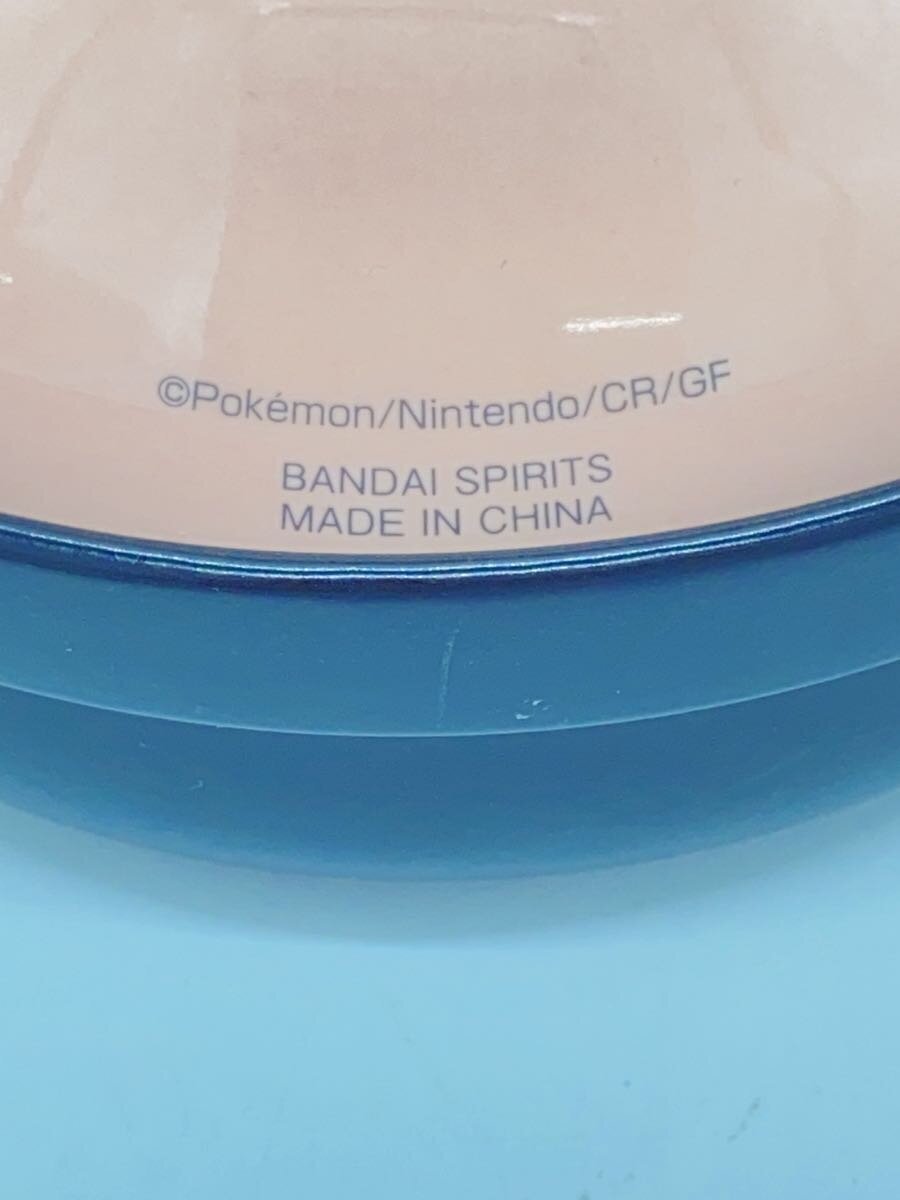 ©Pokémon/Nintendo/CR/GF
BANDAI SPIRITS
MADE IN CHINA